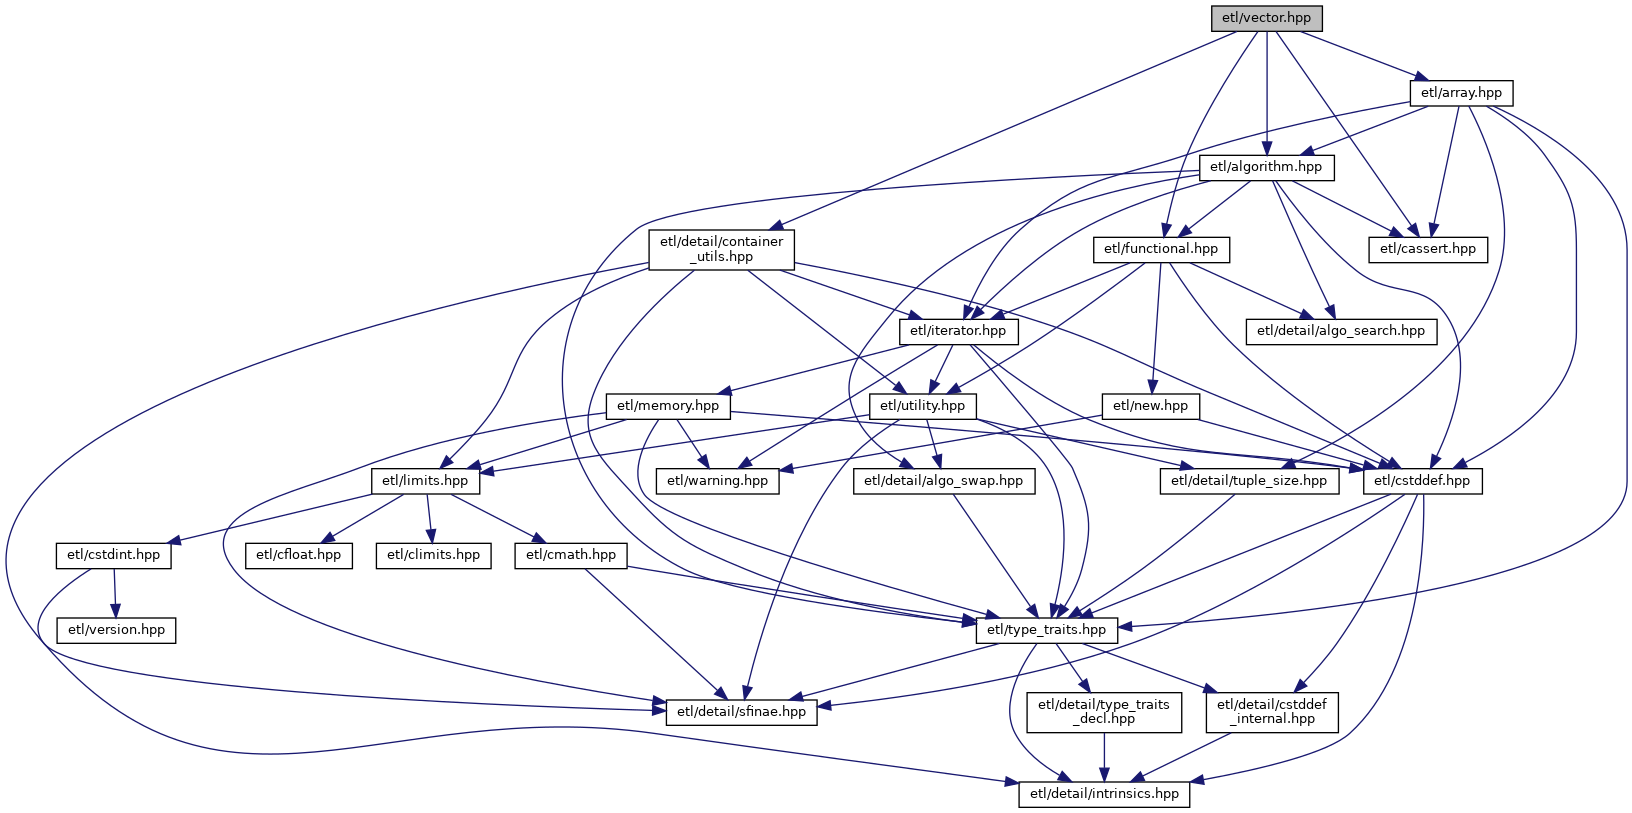 etl/vector.hpp
etl/array.hpp
etl/algorithm.hpp
etl/detail/container
_utils.hpp
etl/functional.hpp
etl/cassert.hpp
etl/iterator.hpp
etl/detail/algo_search.hpp
etl/memory.hpp
etl/utility.hpp
etl/new.hpp
etl/limits.hpp
etl/warning.hpp
etl/detail/algo_swap.hpp
etl/detail/tuple_size.hpp
etl/cstddef.hpp
etl/cstdint.hpp
etl/cfloat.hpp
etl/climits.hpp
etl/cmath.hpp
etl/version.hpp
etl/type_traits.hpp
etl/detail/sfinae.hpp
etl/detail/type_traits
_decl.hpp
etl/detail/cstddef
_internal.hpp
etl/detail/intrinsics.hpp